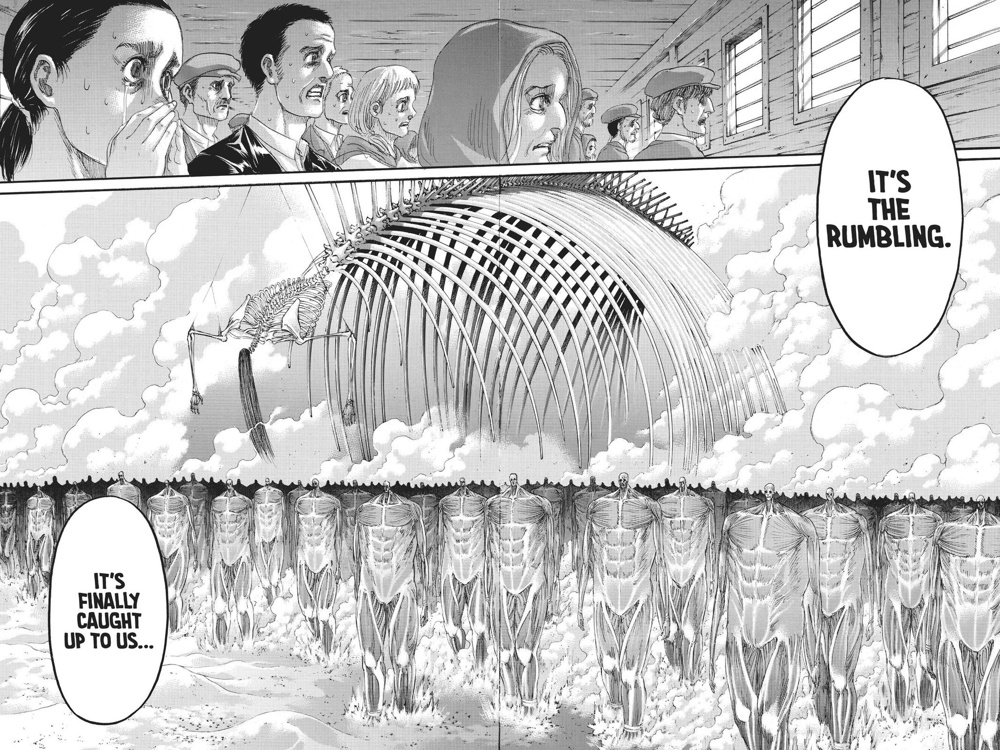 IT'S
THE
RUMBLING.
IT'S
FINALLY
CAUGHT
UP TO US...